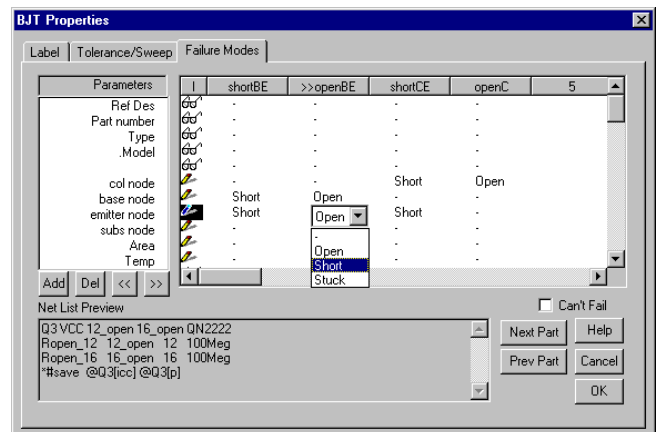 BJT Properties
Label Tolerance/Sweep Failure Modes
Parameters I shortBE >>openBE shortCE openC 5
Ref Des - - - -
Part number - - - -
Type - - - -
.Model - - - -
- - - -
col node - - Short Open
base node Short Open - -
emitter node Short Open Short -
subs node - - - -
Area - Open - -
Temp - Short - -
Stuck
Add Del << >>
Net List Preview Can't Fail
Q3 VCC 12_open 16_open QN2222
Ropen_12 12_open 12 100Meg
Ropen_16 16_open 16 100Meg
*#save @Q3[icc] @Q3[p]
Next Part Help
Prev Part Cancel
OK